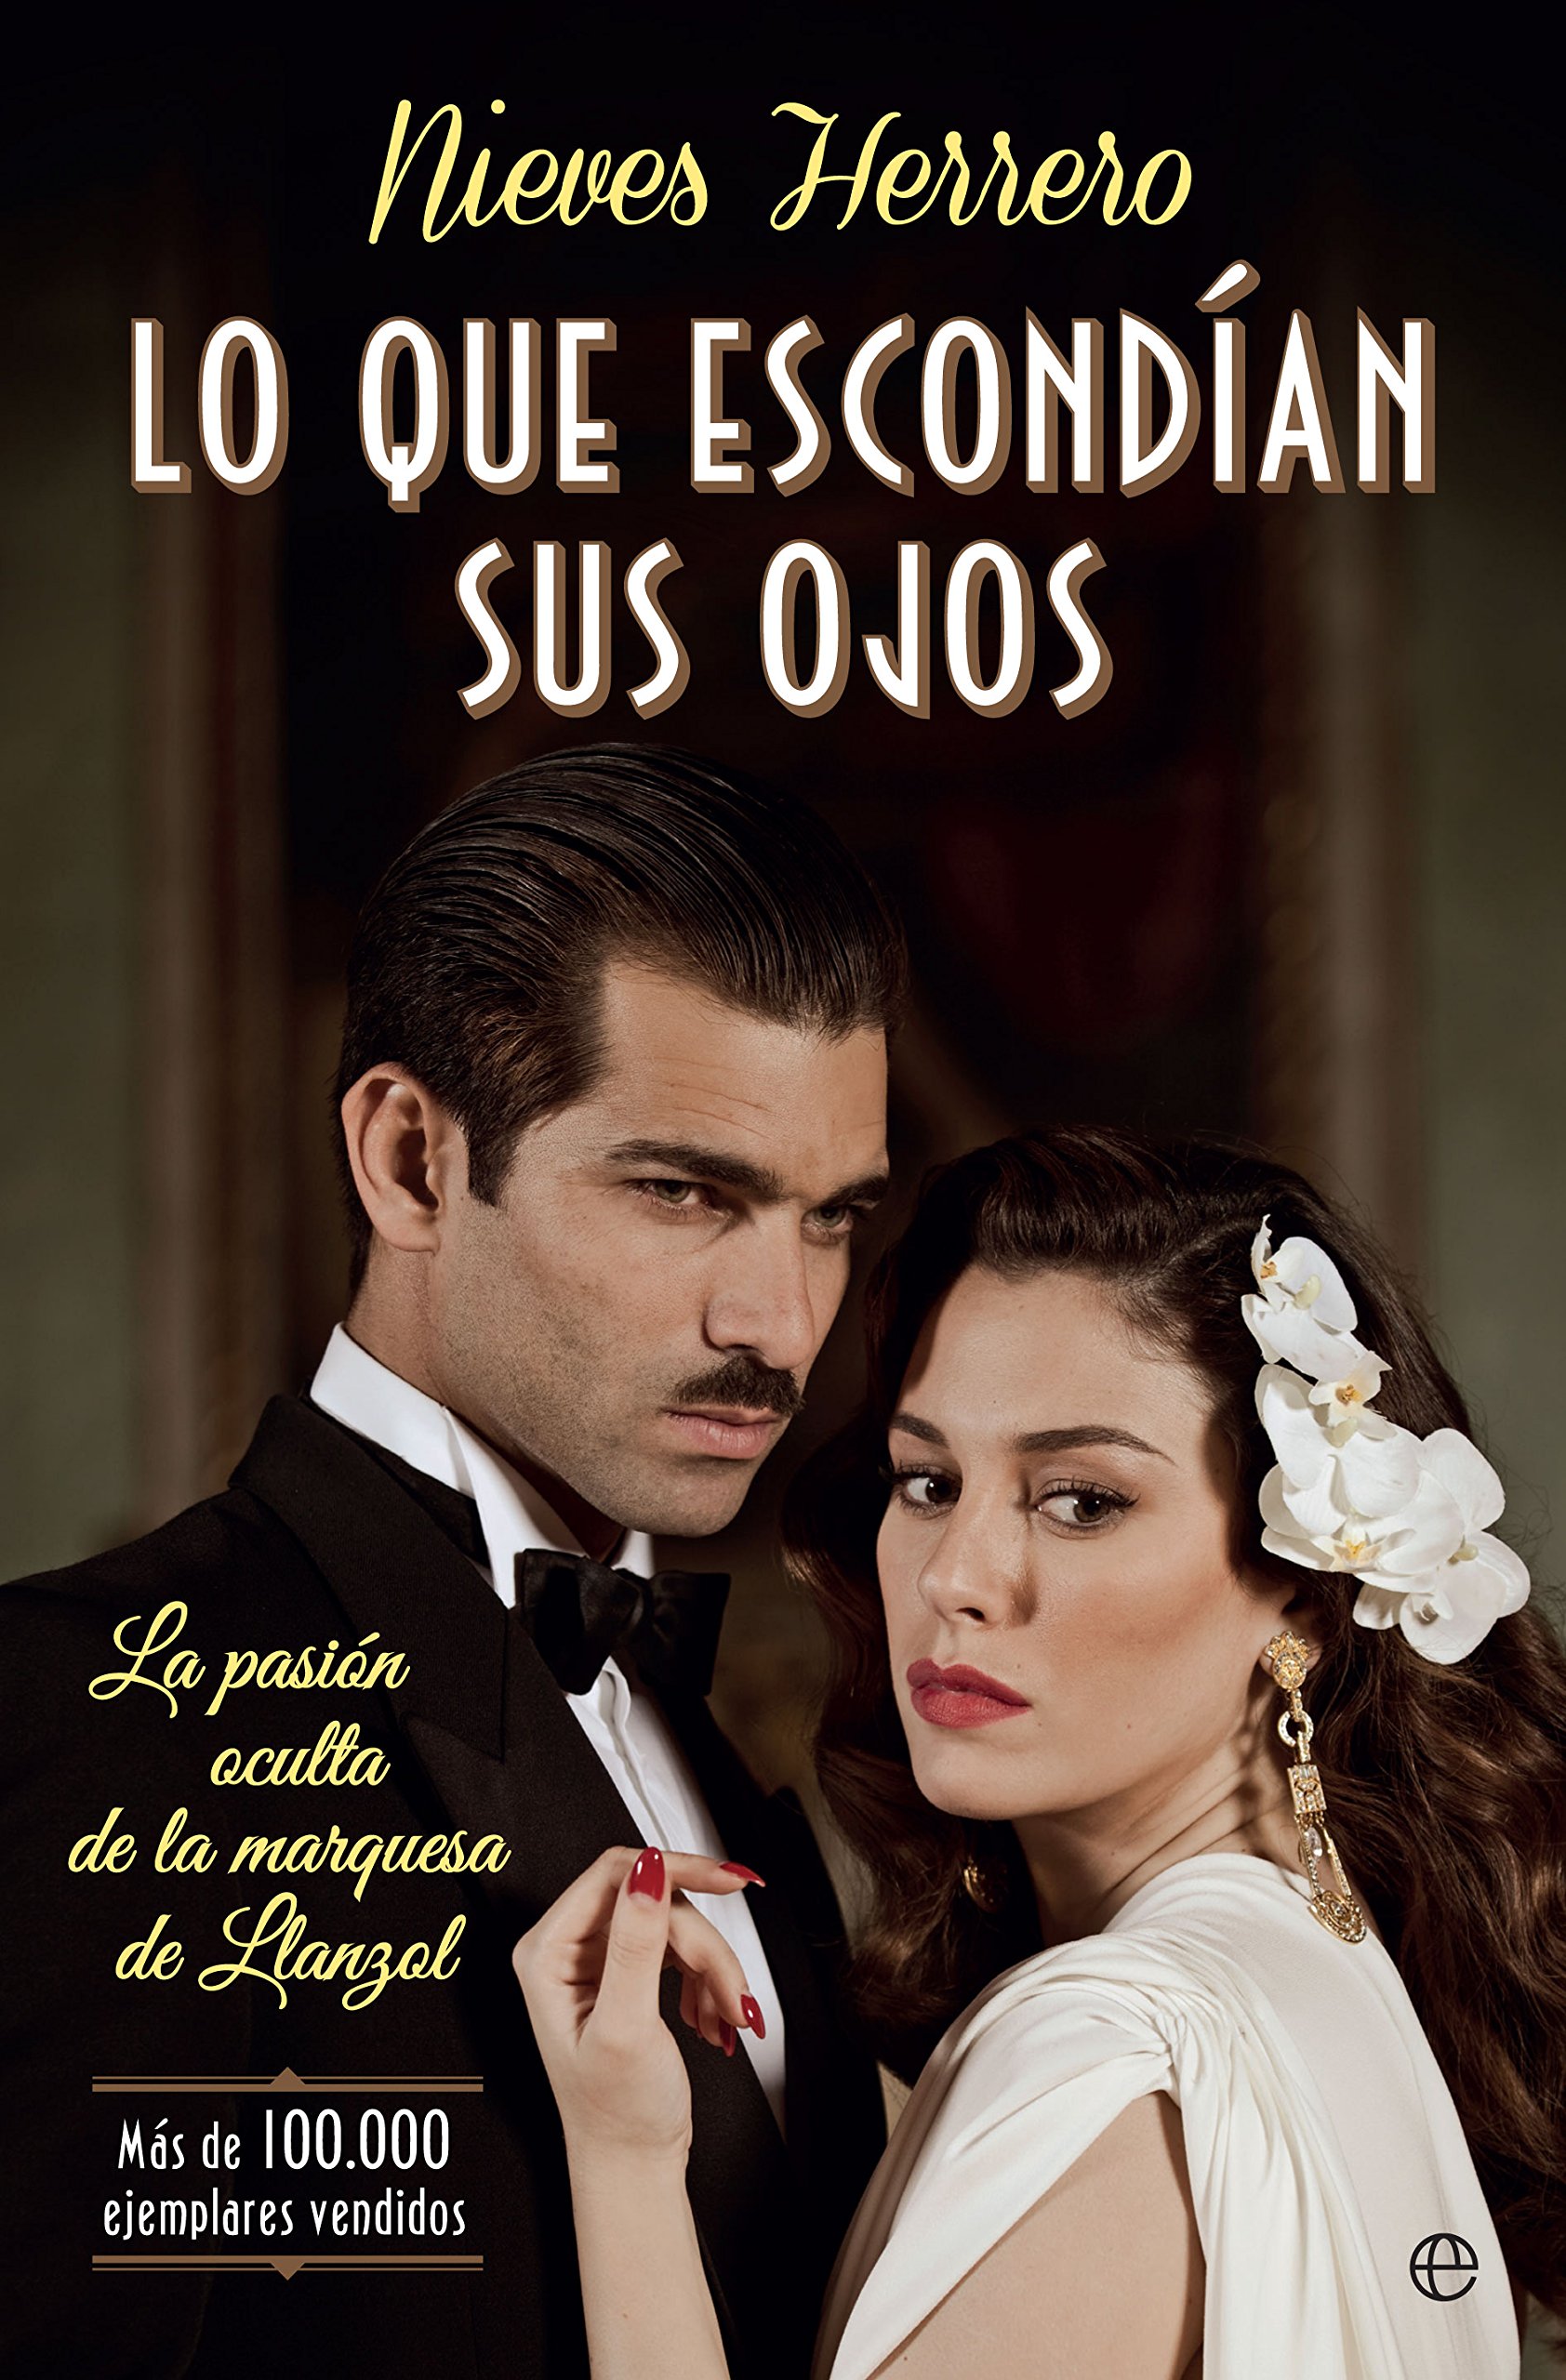 Nieves Herrero
LO QUE ESCONDÍAN
SUS OJOS
La pasión
oculta
de la marquesa
de Llanzol
Más de 100.000
ejemplares vendidos
e